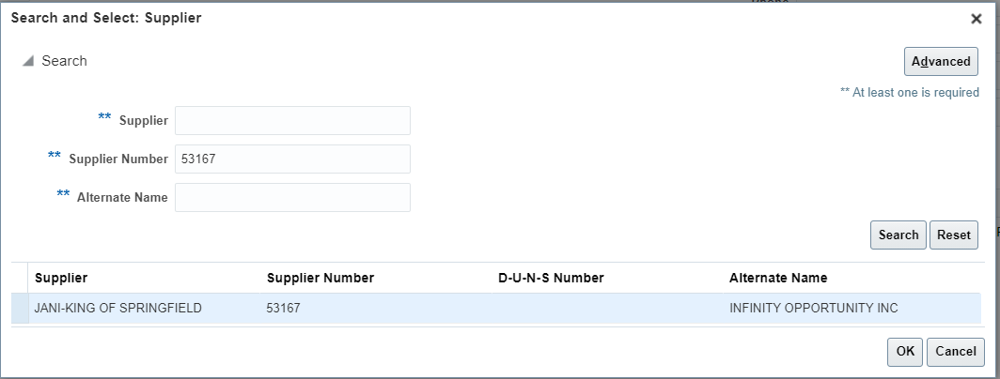 Search and Select: Supplier
Search
Advanced
** At least one is required
** Supplier
** Supplier Number 53167
** Alternate Name
Search Reset
Supplier Supplier Number D-U-N-S Number Alternate Name
JANI-KING OF SPRINGFIELD 53167 INFINITY OPPORTUNITY INC
OK Cancel